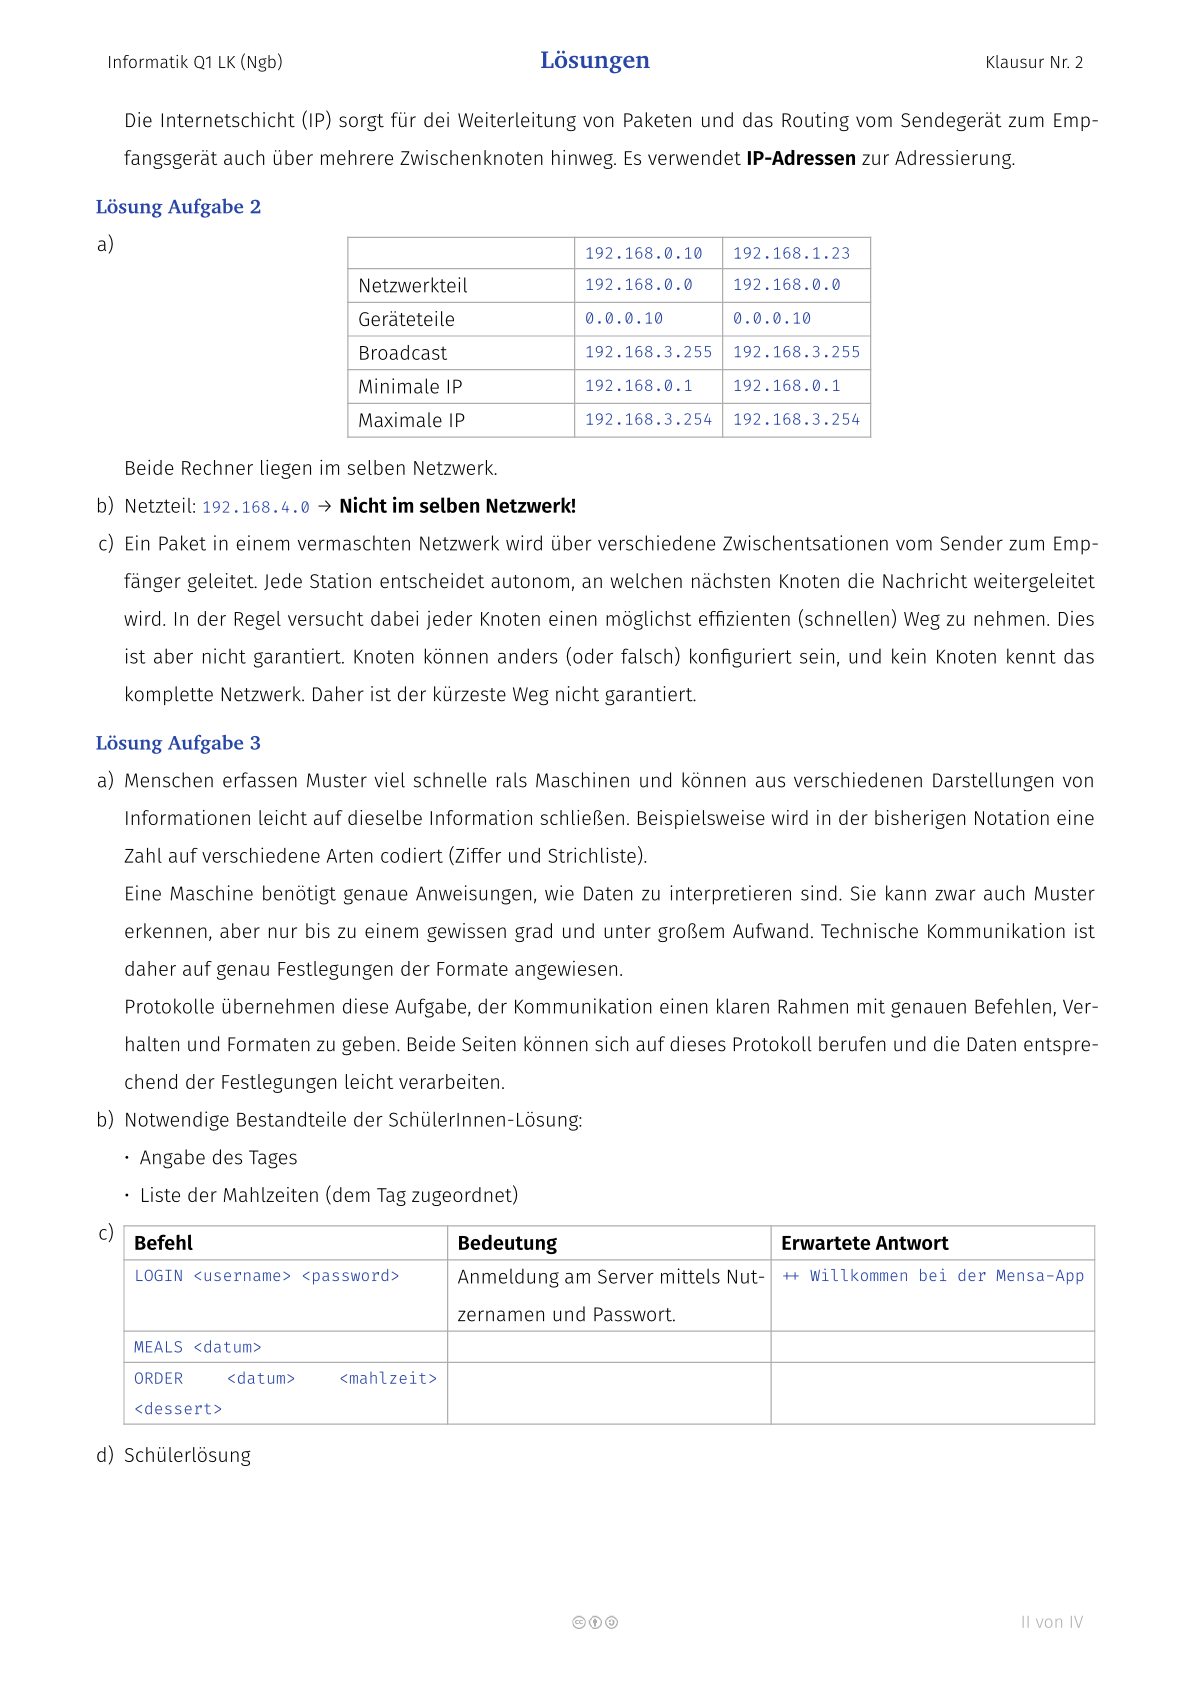 Informatik Q1 LK (Ngb) Lösungen Klausur Nr. 2
Die Internetschicht (IP) sorgt für dei Weiterleitung von Paketen und das Routing vom Sendegerät zum Emp-
fangsgerät auch über mehrere Zwischenknoten hinweg. Es verwendet IP-Adressen zur Adressierung.
Lösung Aufgabe 2
a)
192.168.0.10 192.168.1.23
Netzwerkteil 192.168.0.0 192.168.0.0
Geräteteile 0.0.0.10 0.0.0.10
Broadcast 192.168.3.255 192.168.3.255
Minimale IP 192.168.0.1 192.168.0.1
Maximale IP 192.168.3.254 192.168.3.254
Beide Rechner liegen im selben Netzwerk.
b) Netzteil: 192.168.4.0 → Nicht im selben Netzwerk!
c) Ein Paket in einem vermaschten Netzwerk wird über verschiedene Zwischentsationen vom Sender zum Emp-
fänger geleitet. Jede Station entscheidet autonom, an welchen nächsten Knoten die Nachricht weitergeleitet
wird. In der Regel versucht dabei jeder Knoten einen möglichst effizienten (schnellen) Weg zu nehmen. Dies
ist aber nicht garantiert. Knoten können anders (oder falsch) konfiguriert sein, und kein Knoten kennt das
komplette Netzwerk. Daher ist der kürzeste Weg nicht garantiert.
Lösung Aufgabe 3
a) Menschen erfassen Muster viel schnelle rals Maschinen und können aus verschiedenen Darstellungen von
Informationen leicht auf dieselbe Information schließen. Beispielsweise wird in der bisherigen Notation eine
Zahl auf verschiedene Arten codiert (Ziffer und Strichliste).
Eine Maschine benötigt genaue Anweisungen, wie Daten zu interpretieren sind. Sie kann zwar auch Muster
erkennen, aber nur bis zu einem gewissen grad und unter großem Aufwand. Technische Kommunikation ist
daher auf genau Festlegungen der Formate angewiesen.
Protokolle übernehmen diese Aufgabe, der Kommunikation einen klaren Rahmen mit genauen Befehlen, Ver-
halten und Formaten zu geben. Beide Seiten können sich auf dieses Protokoll berufen und die Daten entspre-
chend der Festlegungen leicht verarbeiten.
b) Notwendige Bestandteile der SchülerInnen-Lösung:
· Angabe des Tages
· Liste der Mahlzeiten (dem Tag zugeordnet)
c) Befehl Bedeutung Erwartete Antwort
LOGIN <username> <password> Anmeldung am Server mittels Nut- ++ Willkommen bei der Mensa-App
zernamen und Passwort.
MEALS <datum>
ORDER <datum> <mahlzeit>
<dessert>
d) Schülerlösung
II von IV